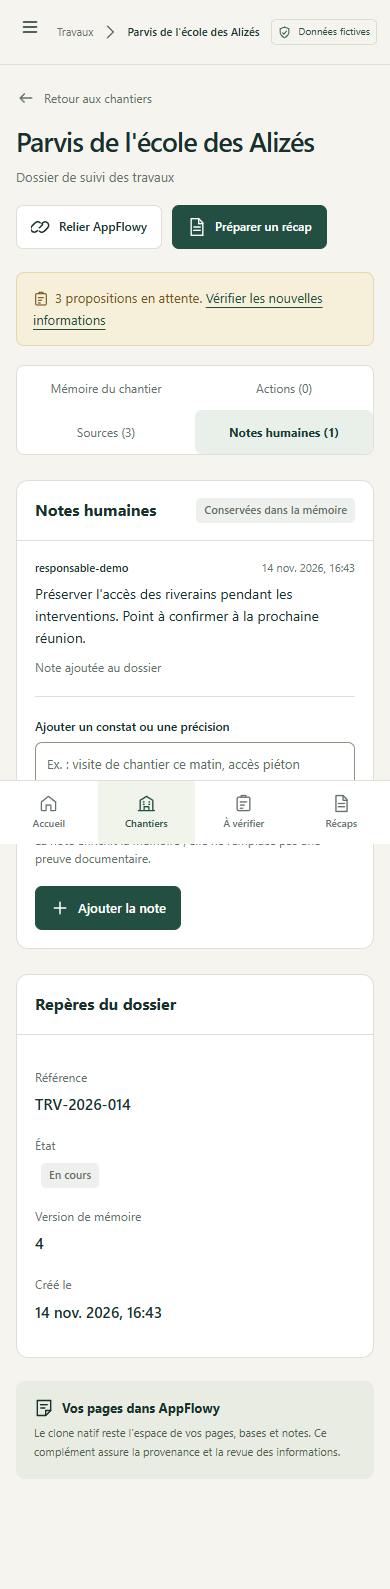 Travaux > Parvis de l'école des Alizés
Données fictives
Retour aux chantiers
Parvis de l'école des Alizés
Dossier de suivi des travaux
Relier AppFlowy
Préparer un récap
3 propositions en attente. Vérifier les nouvelles
informations
Mémoire du chantier
Actions (0)
Sources (3)
Notes humaines (1)
Notes humaines
Conservées dans la mémoire
responsable-demo
14 nov. 2026, 16:43
Préserver l'accès des riverains pendant les
interventions. Point à confirmer à la prochaine
réunion.
Note ajoutée au dossier
Ajouter un constat ou une précision
Ex. : visite de chantier ce matin, accès piéton
Accueil
Chantiers
À vérifier
Récaps
preuve documentaire.
Ajouter la note
Repères du dossier
Référence
TRV-2026-014
État
En cours
Version de mémoire
4
Créé le
14 nov. 2026, 16:43
Vos pages dans AppFlowy
Le clone natif reste l'espace de vos pages, bases et notes. Ce
complément assure la provenance et la revue des informations.